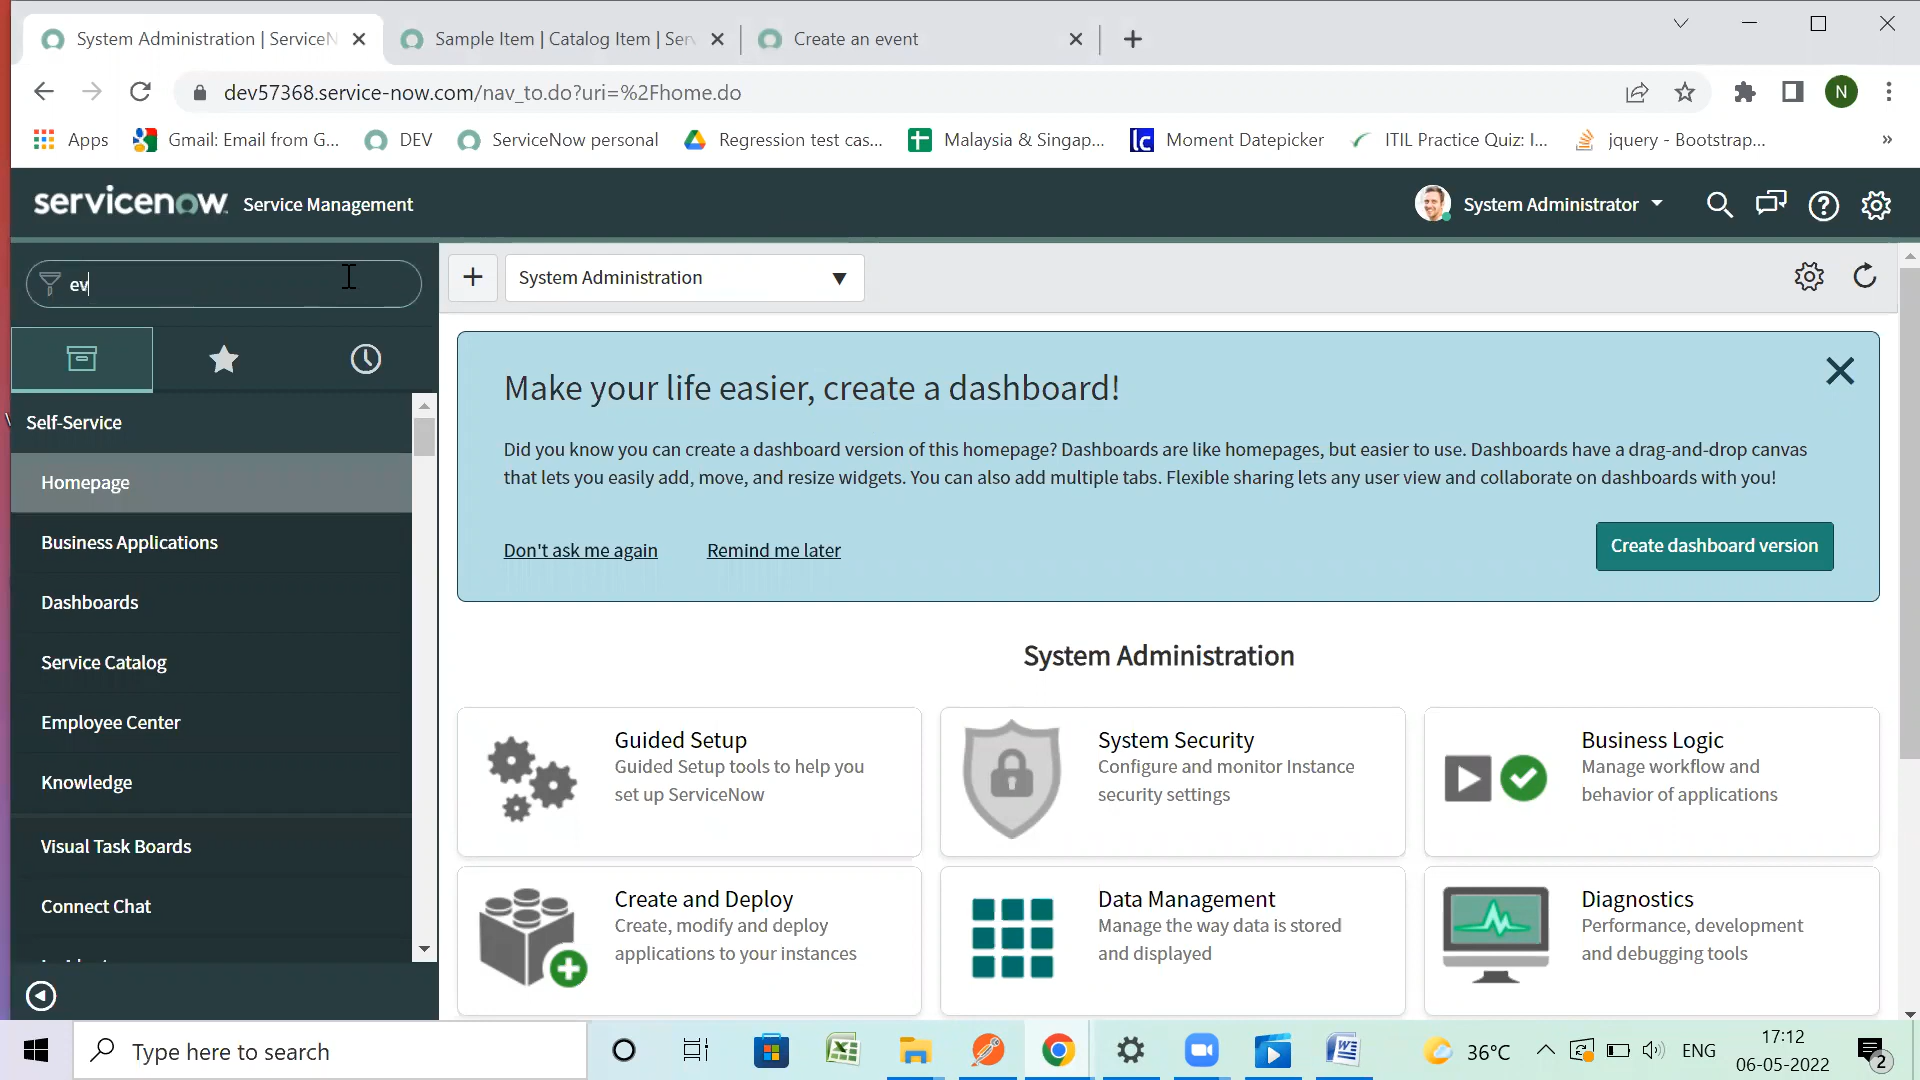 System Administration | ServiceN
Sample Item | Catalog Item | Ser
Create an event
dev57368.service-now.com/nav_to.do?uri=%2Fhome.do
N
Apps
Gmail: Email from G...
DEV
ServiceNow personal
Regression test cas...
Malaysia & Singap...
lc
Moment Datepicker
ITIL Practice Quiz: I...
jquery - Bootstrap...
»
servicenow
Service Management
System Administrator
ev
System Administration
Self-Service
Homepage
Business Applications
Dashboards
Service Catalog
Employee Center
Knowledge
Visual Task Boards
Connect Chat
Make your life easier, create a dashboard!
Did you know you can create a dashboard version of this homepage? Dashboards are like homepages, but easier to use. Dashboards have a drag-and-drop canvas
that lets you easily add, move, and resize widgets. You can also add multiple tabs. Flexible sharing lets any user view and collaborate on dashboards with you!
Don't ask me again
Remind me later
Create dashboard version
System Administration
Guided Setup
Guided Setup tools to help you
set up ServiceNow
System Security
Configure and monitor Instance
security settings
Business Logic
Manage workflow and
behavior of applications
Create and Deploy
Create, modify and deploy
applications to your instances
Data Management
Manage the way data is stored
and displayed
Diagnostics
Performance, development
and debugging tools
Type here to search
36°C
ENG
17:12
06-05-2022
2